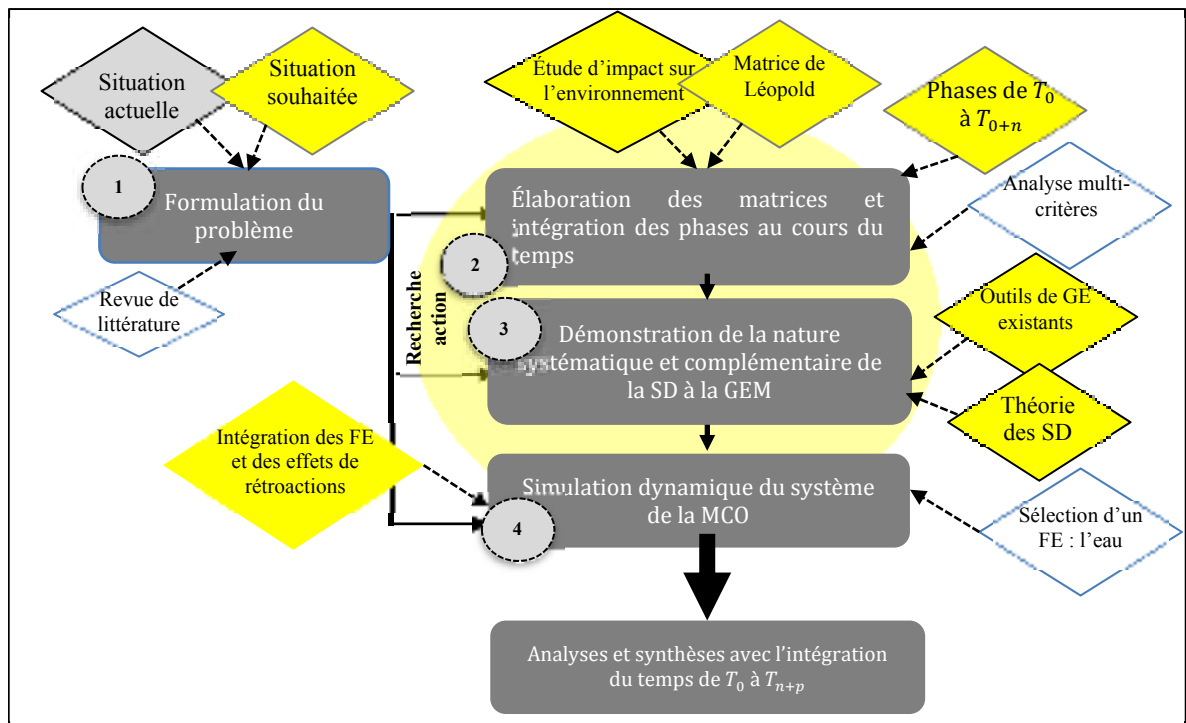 Situation
actuelle
Situation
souhaitée
Étude d'impact sur
l'environnement
Matrice de
Léopold
Phases de T₀
à T₀₊ₙ
1
Formulation du
problème
Élaboration des matrices et
intégration des phases au cours du
temps
Analyse multi-
critères
2
Revue de
littérature
Recherche
action
3
Démonstration de la nature
systématique et complémentaire de
la SD à la GEM
Outils de GE
existants
Théorie
des SD
Intégration des FE
et des effets de
rétroactions
4
Simulation dynamique du système
de la MCO
Sélection d'un
FE : l'eau
Analyses et synthèses avec l'intégration
du temps de T₀ à Tₙ₊ₚ